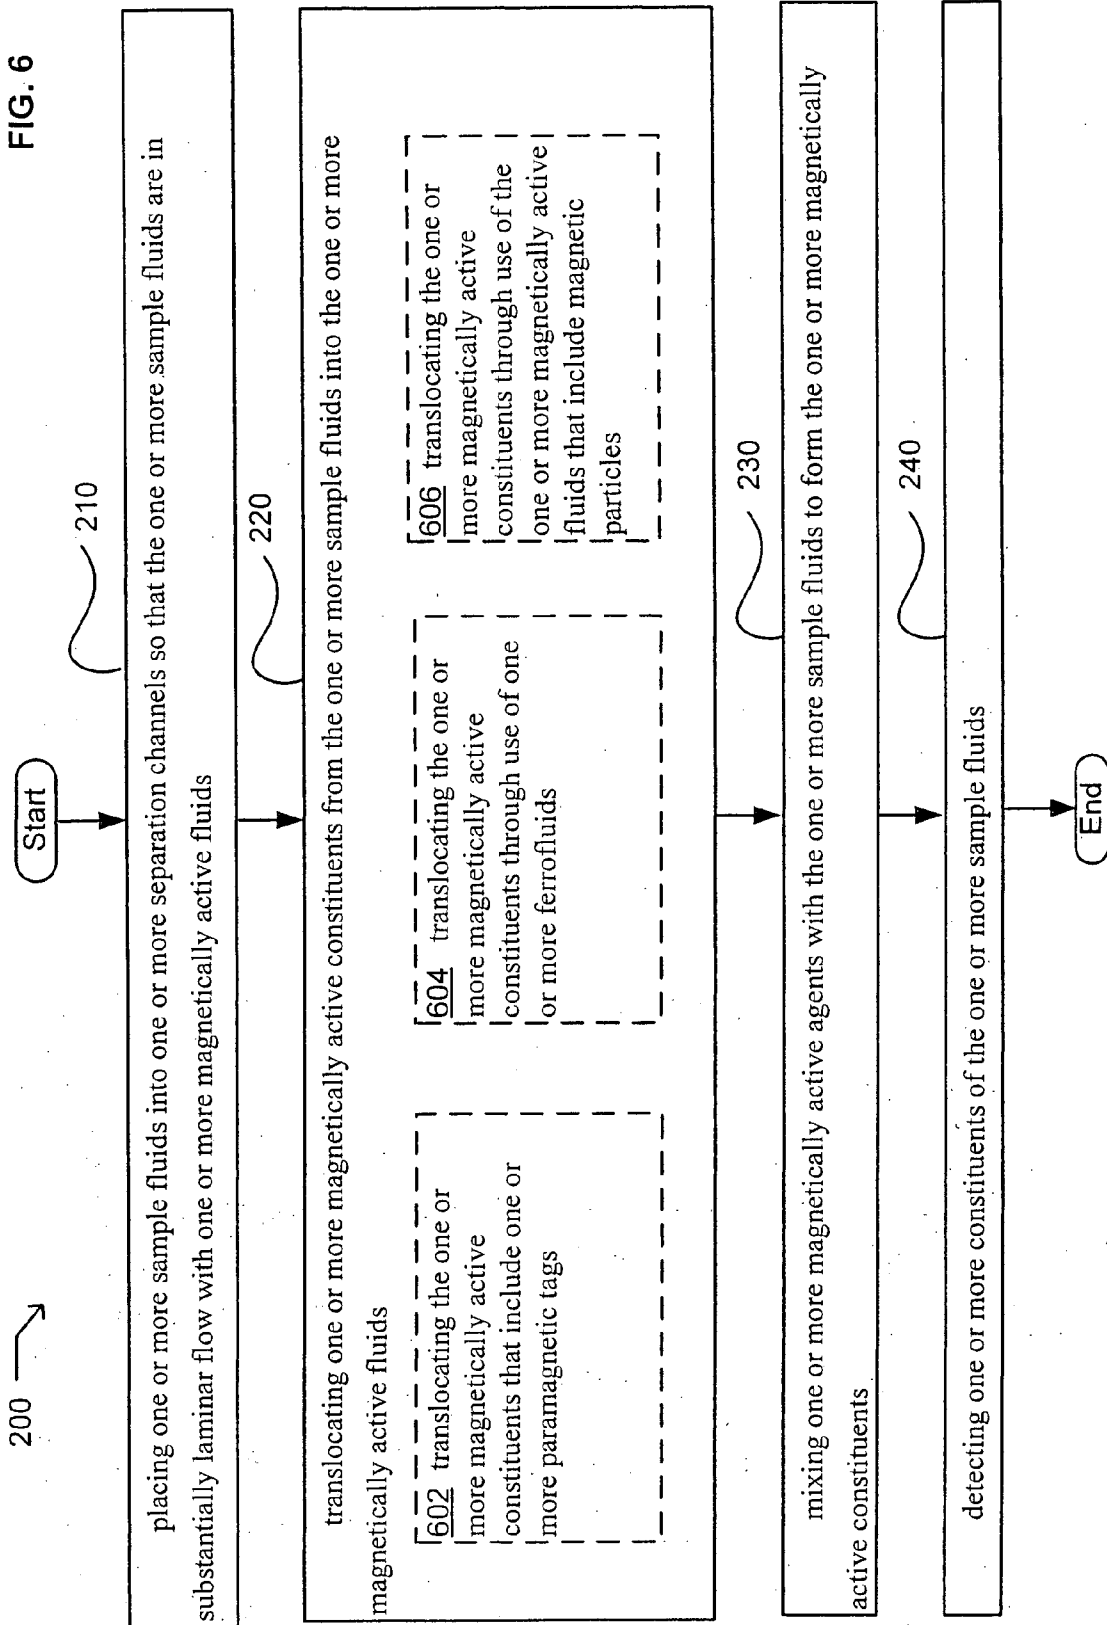 FIG. 6
200
Start
210
placing one or more sample fluids into one or more separation channels so that the one or more sample fluids are in
substantially laminar flow with one or more magnetically active fluids
220
translocating one or more magnetically active constituents from the one or more sample fluids into the one or more
magnetically active fluids
602 translocating the one or
more magnetically active
constituents that include one or
more paramagnetic tags
604 translocating the one or
more magnetically active
constituents through use of one
or more ferrofluids
606 translocating the one or
more magnetically active
constituents through use of the
one or more magnetically active
fluids that include magnetic
particles
230
mixing one or more magnetically active agents with the one or more sample fluids to form the one or more magnetically
active constituents
240
detecting one or more constituents of the one or more sample fluids
End